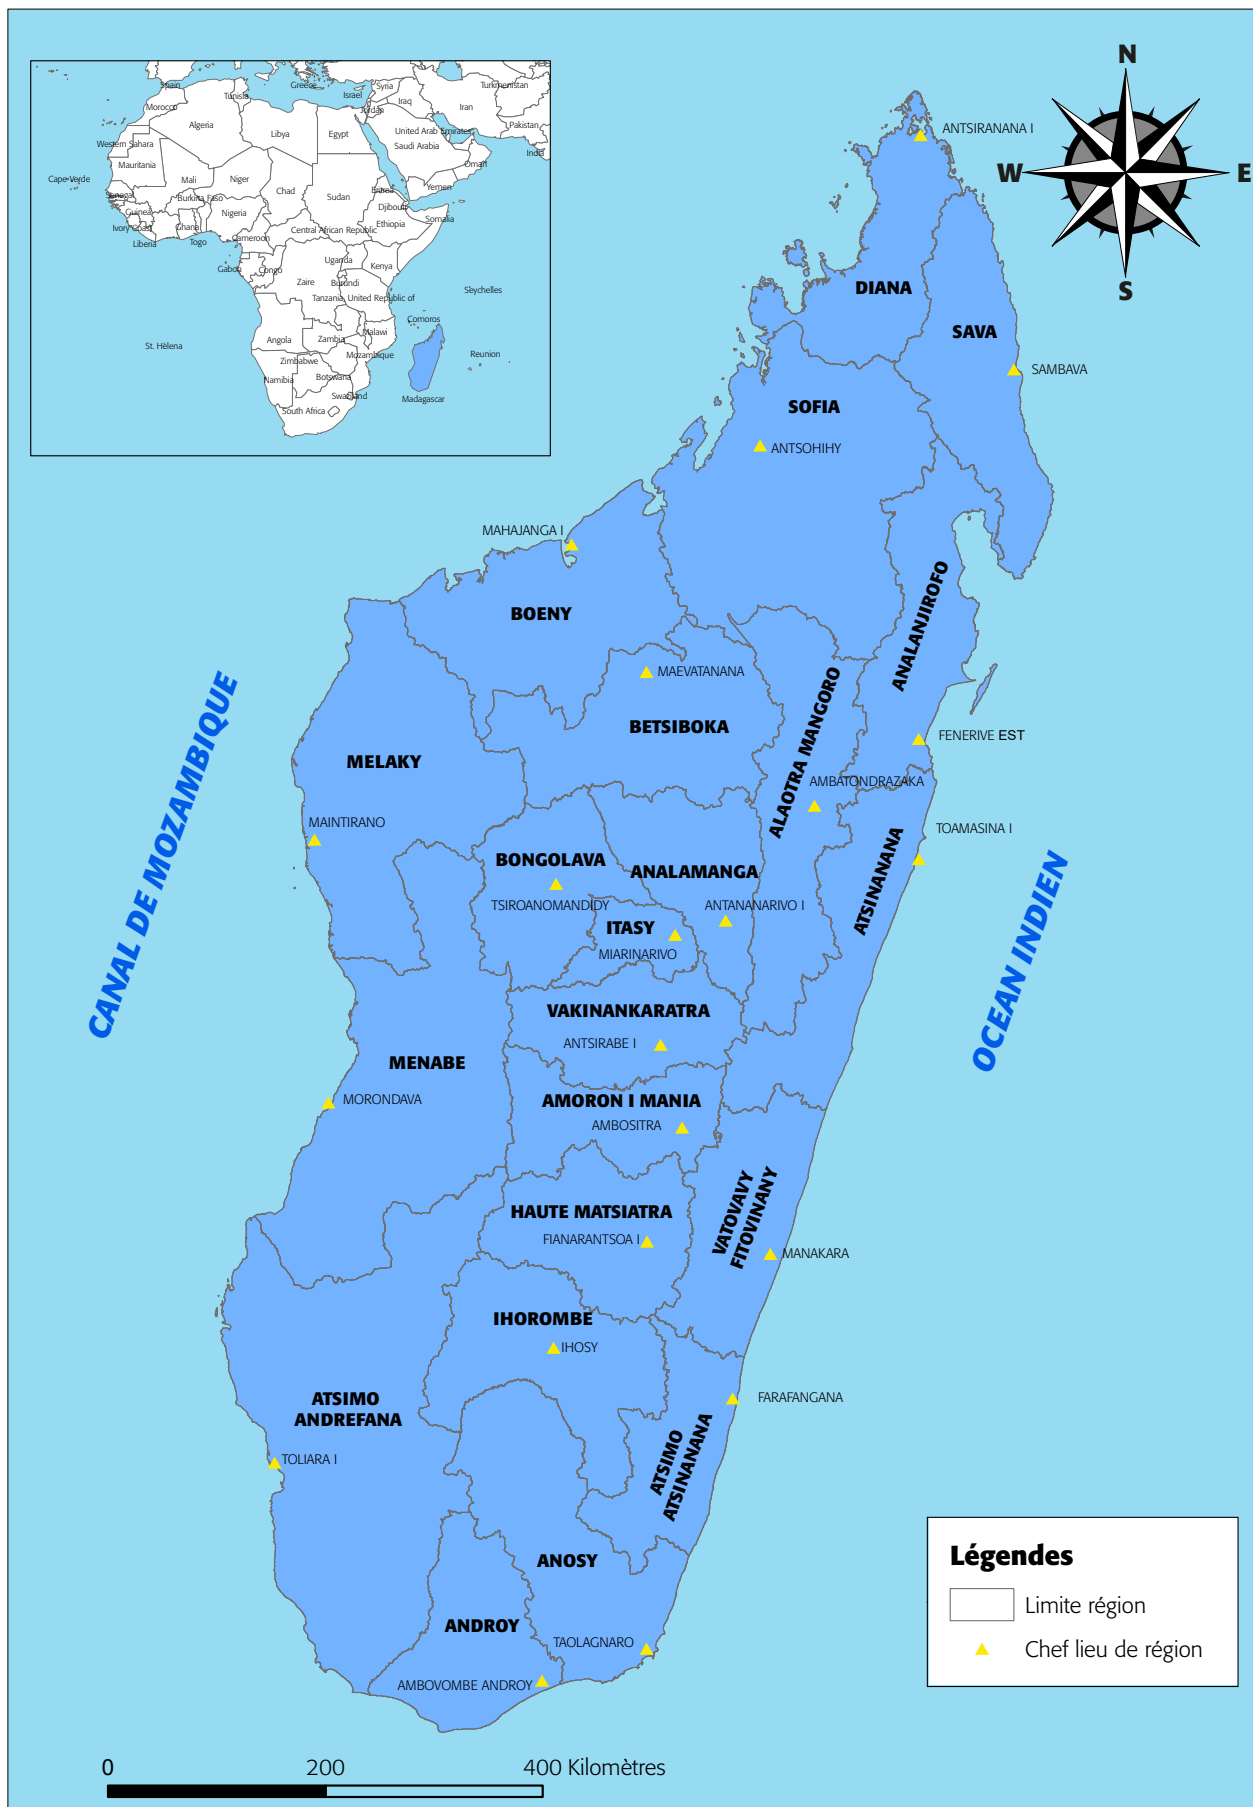 N
W
E
S
Spain
Greece
Turkmenistan
Tunisia
Syria
Israel
Iraq
Iran
Morocco
Jordan
Algeria
Libya
Egypt
United Arab Emirates
Pakistan
Western Sahara
Saudi Arabia
India
Mauritania
Oman
Cape-Verde
Mali
Niger
Chad
Sudan
Eritrea
Yemen
Senegal
Burkina Faso
Djibouti
Guinea
Nigeria
Somalia
Ivory Coast
Ghana
Central African Republic
Ethiopia
Liberia
Togo
Cameroon
Uganda
Gabon
Congo
Kenya
Zaire
Burundi
Seychelles
Tanzania, United Republic of
Comoros
Angola
Zambia
Malawi
St. Hèlena
Mozambique
Reunion
Zimbabwe
Namibia
Botswana
Swaziland
Madagascar
South Africa
ANTSIRANANA I
DIANA
SAVA
SAMBAVA
SOFIA
ANTSOHIHY
MAHAJANGA I
BOENY
ANALANJIROFO
MAEVATANANA
BETSIBOKA
ALAOTRA MANGORO
FENERIVE EST
MELAKY
AMBATONDRAZAKA
MAINTIRANO
TOAMASINA I
BONGOLAVA
ANALAMANGA
ATSINANANA
TSIROANOMANDIDY
ANTANANARIVO I
ITASY
MIARINARIVO
CANAL DE MOZAMBIQUE
OCEAN INDIEN
VAKINANKARATRA
ANTSIRABE I
MENABE
MORONDAVA
AMORON I MANIA
AMBOSITRA
HAUTE MATSIATRA
FIANARANTSOA I
VATOVAVY
FITOVINANY
MANAKARA
IHOROMBE
IHOSY
ATSIMO
ANDREFANA
FARAFANGANA
ATSIMO
ATSINANANA
TOLIARA I
ANOSY
ANDROY
TAOLAGNARO
AMBOVOMBE ANDROY
Légendes
Limite région
Chef lieu de région
0 200 400 Kilomètres